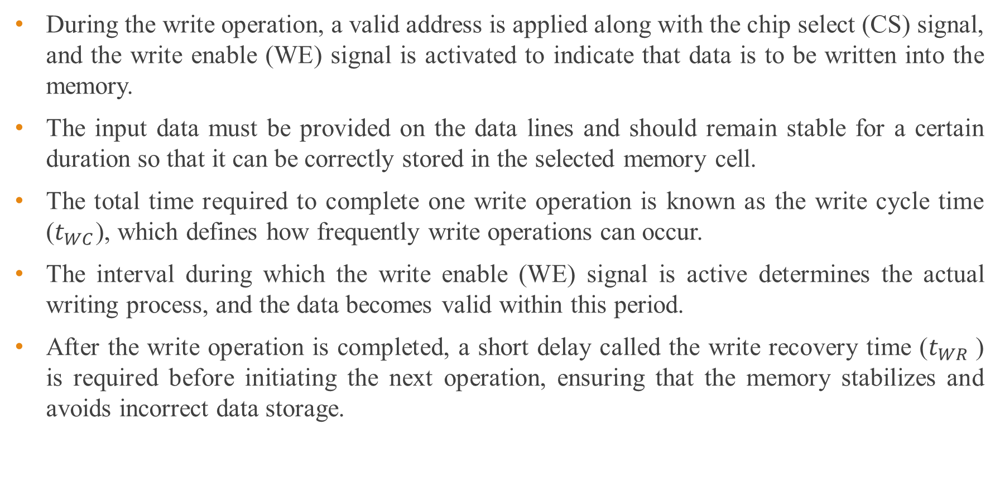 • During the write operation, a valid address is applied along with the chip select (CS) signal,
and the write enable (WE) signal is activated to indicate that data is to be written into the
memory.
• The input data must be provided on the data lines and should remain stable for a certain
duration so that it can be correctly stored in the selected memory cell.
• The total time required to complete one write operation is known as the write cycle time
(t_WC), which defines how frequently write operations can occur.
• The interval during which the write enable (WE) signal is active determines the actual
writing process, and the data becomes valid within this period.
• After the write operation is completed, a short delay called the write recovery time (t_WR )
is required before initiating the next operation, ensuring that the memory stabilizes and
avoids incorrect data storage.